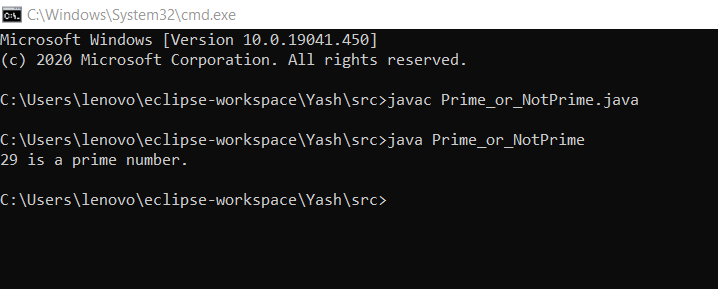 C:\Windows\System32\cmd.exe
Microsoft Windows [Version 10.0.19041.450]
(c) 2020 Microsoft Corporation. All rights reserved.
C:\Users\lenovo\eclipse-workspace\Yash\src>javac Prime_or_NotPrime.java
C:\Users\lenovo\eclipse-workspace\Yash\src>java Prime_or_NotPrime
29 is a prime number.
C:\Users\lenovo\eclipse-workspace\Yash\src>